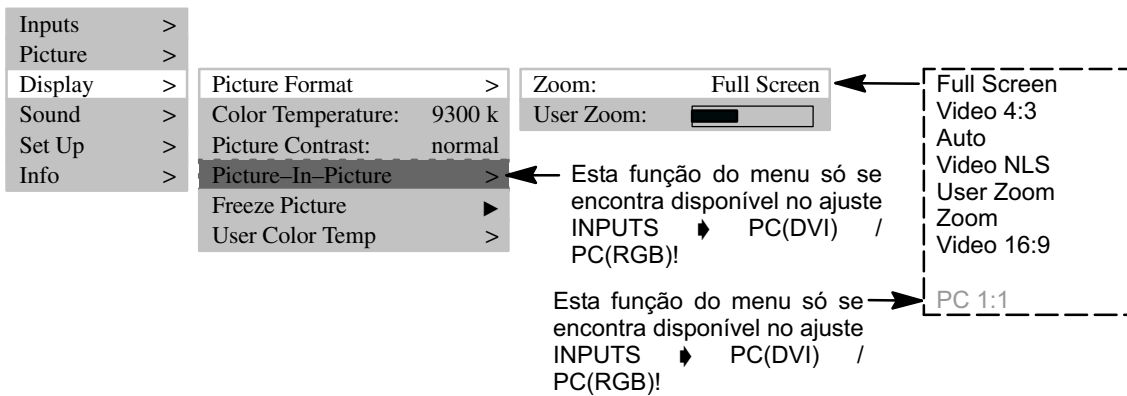 Inputs >
Picture >
Display >
Sound >
Set Up >
Info >
Picture Format >
Color Temperature: 9300 k
Picture Contrast: normal
Picture–In–Picture >
Freeze Picture ▶
User Color Temp >
Zoom: Full Screen
User Zoom:
Full Screen
Video 4:3
Auto
Video NLS
User Zoom
Zoom
Video 16:9
PC 1:1
Esta função do menu só se
encontra disponível no ajuste
INPUTS ➧ PC(DVI) /
PC(RGB)!
Esta função do menu só se
encontra disponível no ajuste
INPUTS ➧ PC(DVI) /
PC(RGB)!